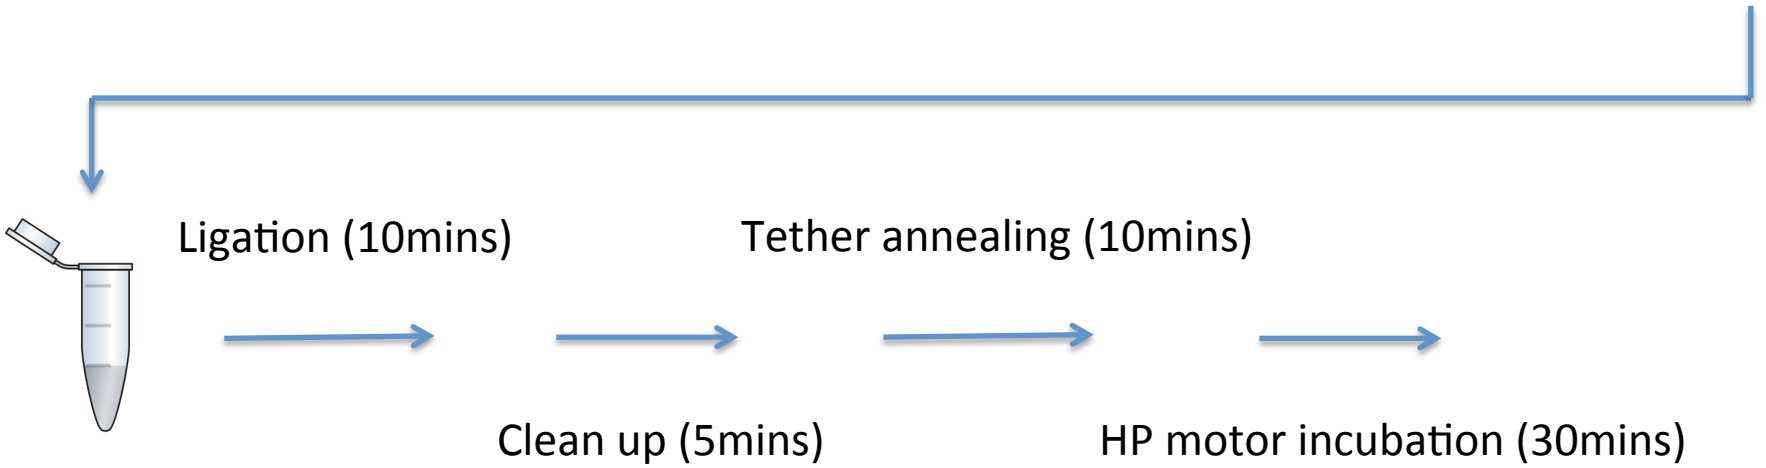 Ligation (10mins)
Tether annealing (10mins)
Clean up (5mins)
HP motor incubation (30mins)